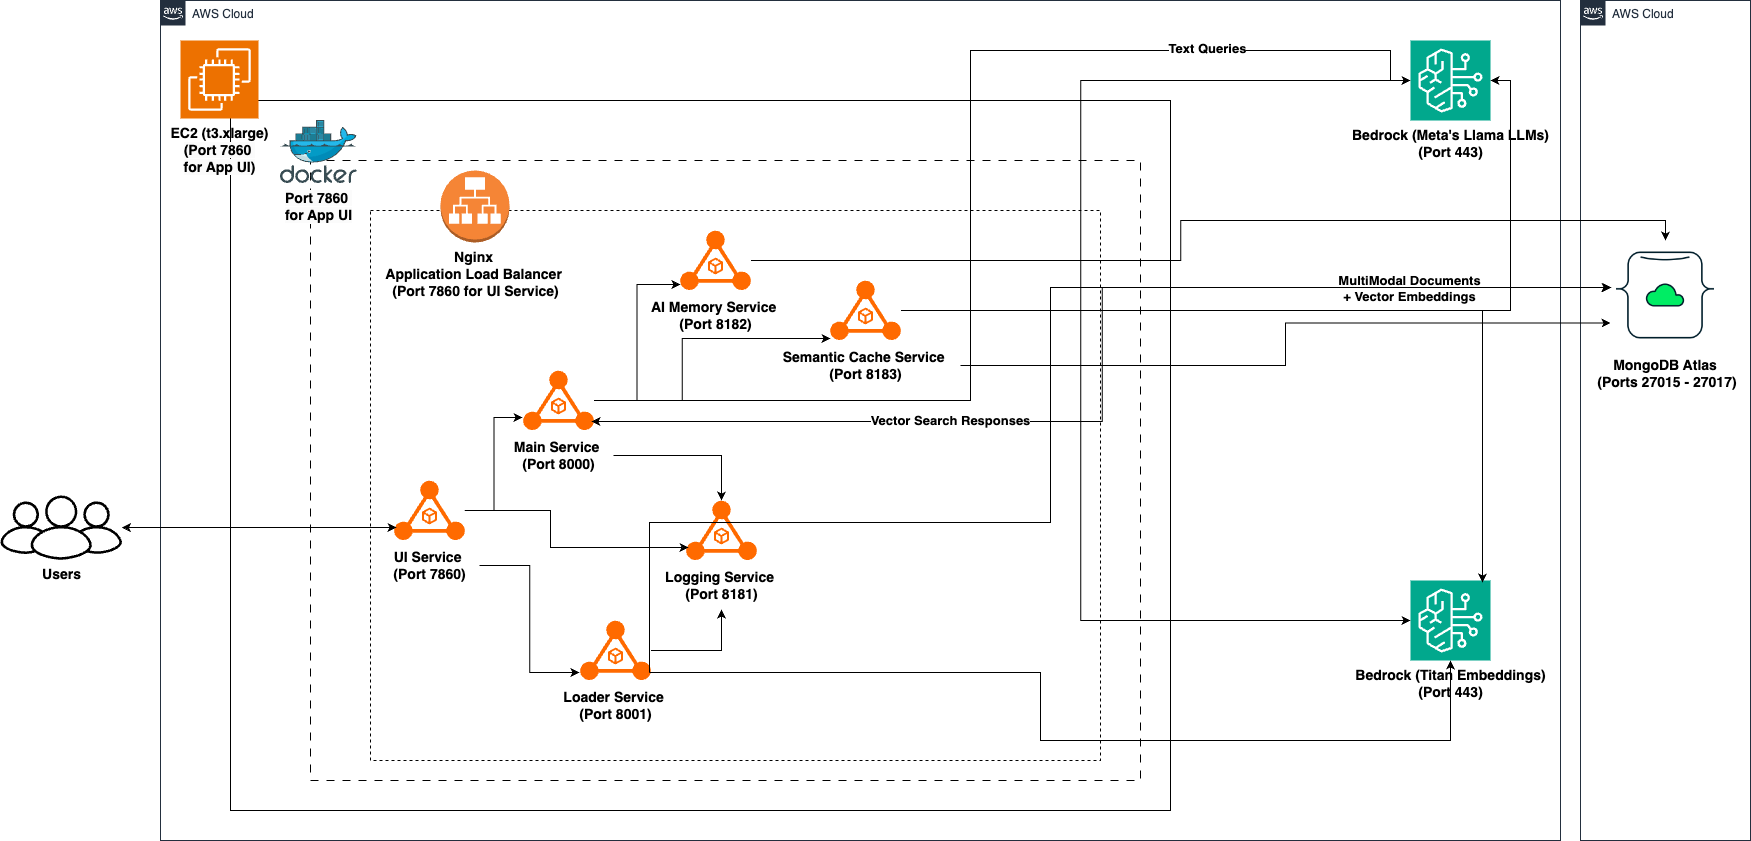 aws
AWS Cloud
aws
AWS Cloud
Text Queries
EC2 (t3.xlarge)
(Port 7860
for App UI)
docker
Port 7860
for App UI
Bedrock (Meta's Llama LLMs)
(Port 443)
Nginx
Application Load Balancer
(Port 7860 for UI Service)
AI Memory Service
(Port 8182)
MultiModal Documents
+ Vector Embeddings
Semantic Cache Service
(Port 8183)
MongoDB Atlas
(Ports 27015 - 27017)
Vector Search Responses
Main Service
(Port 8000)
Users
UI Service
(Port 7860)
Logging Service
(Port 8181)
Loader Service
(Port 8001)
Bedrock (Titan Embeddings)
(Port 443)